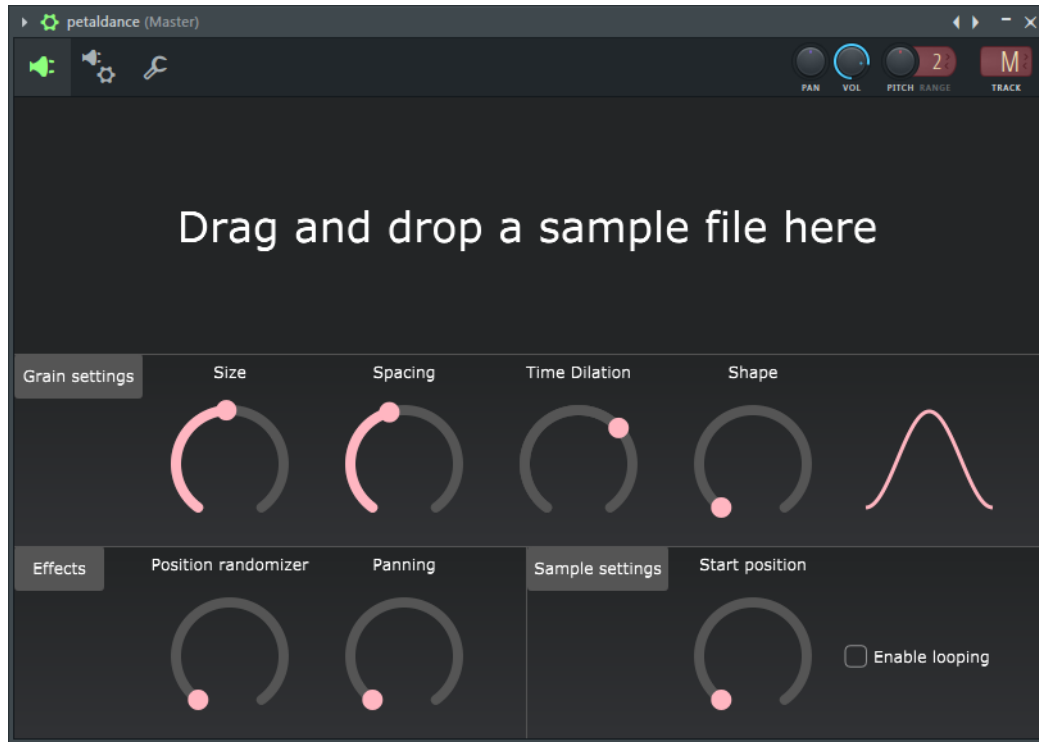 petaldance (Master)
PAN
VOL
PITCH RANGE
2
M
TRACK
Drag and drop a sample file here
Grain settings
Size
Spacing
Time Dilation
Shape
Effects
Position randomizer
Panning
Sample settings
Start position
Enable looping